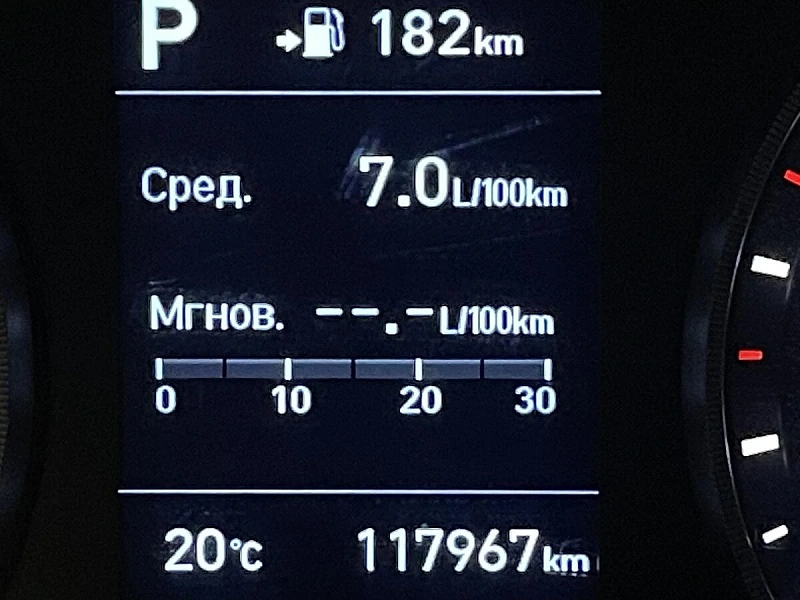 P 182km
Сред. 7.0L/100km
Мгнов. --.-L/100km
0 10 20 30
20°C 117967km